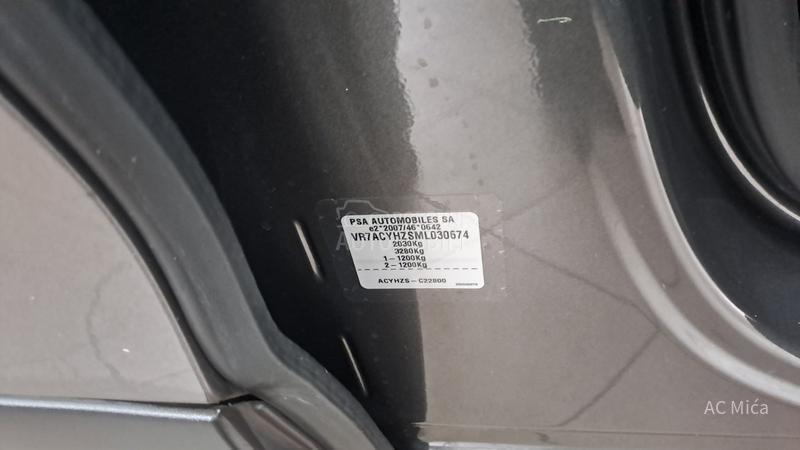 PSA AUTOMOBILES SA
e2*2007/46*0642
VR7ACYHZSML030674
2030Kg
3280Kg
1-1200Kg
2-1200Kg
ACYHZS-C22800
AC Mića